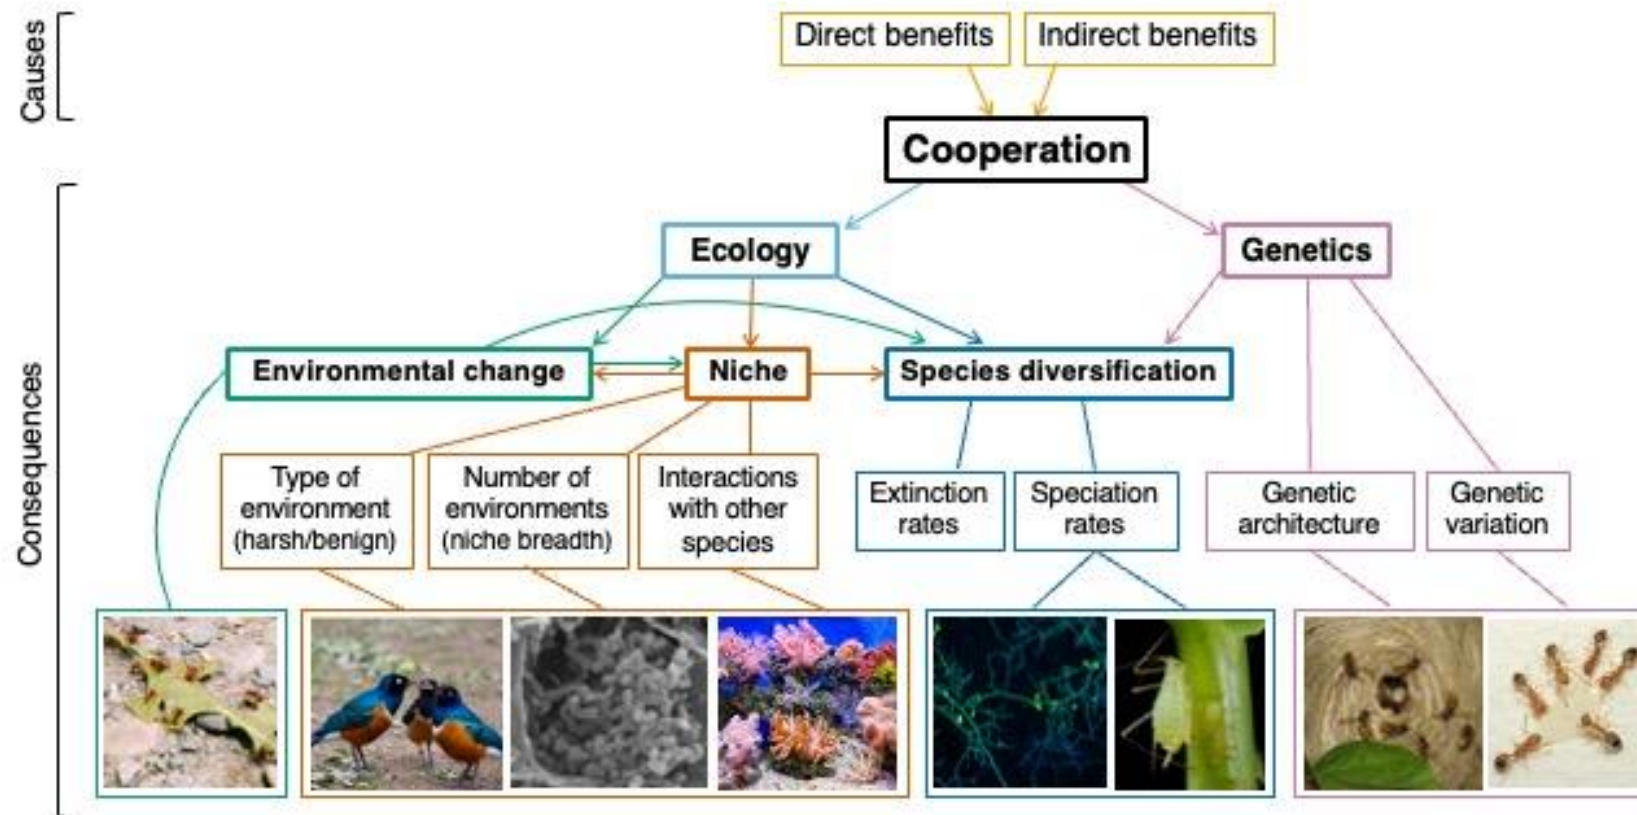 Causes
Direct benefits
Indirect benefits
Cooperation
Consequences
Ecology
Genetics
Environmental change
Niche
Species diversification
Type of
environment
(harsh/benign)
Number of
environments
(niche breadth)
Interactions
with other
species
Extinction
rates
Speciation
rates
Genetic
architecture
Genetic
variation